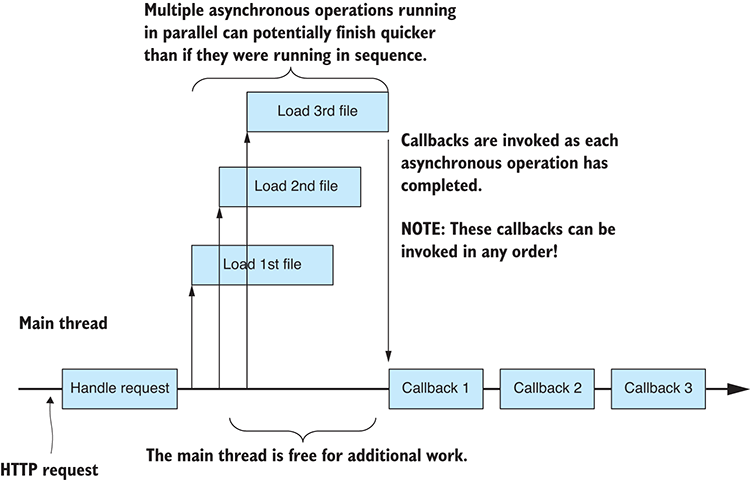 Multiple asynchronous operations running
in parallel can potentially finish quicker
than if they were running in sequence.
Load 3rd file
Callbacks are invoked as each
asynchronous operation has
completed.
Load 2nd file
NOTE: These callbacks can be
invoked in any order!
Load 1st file
Main thread
Handle request
Callback 1
Callback 2
Callback 3
The main thread is free for additional work.
HTTP request